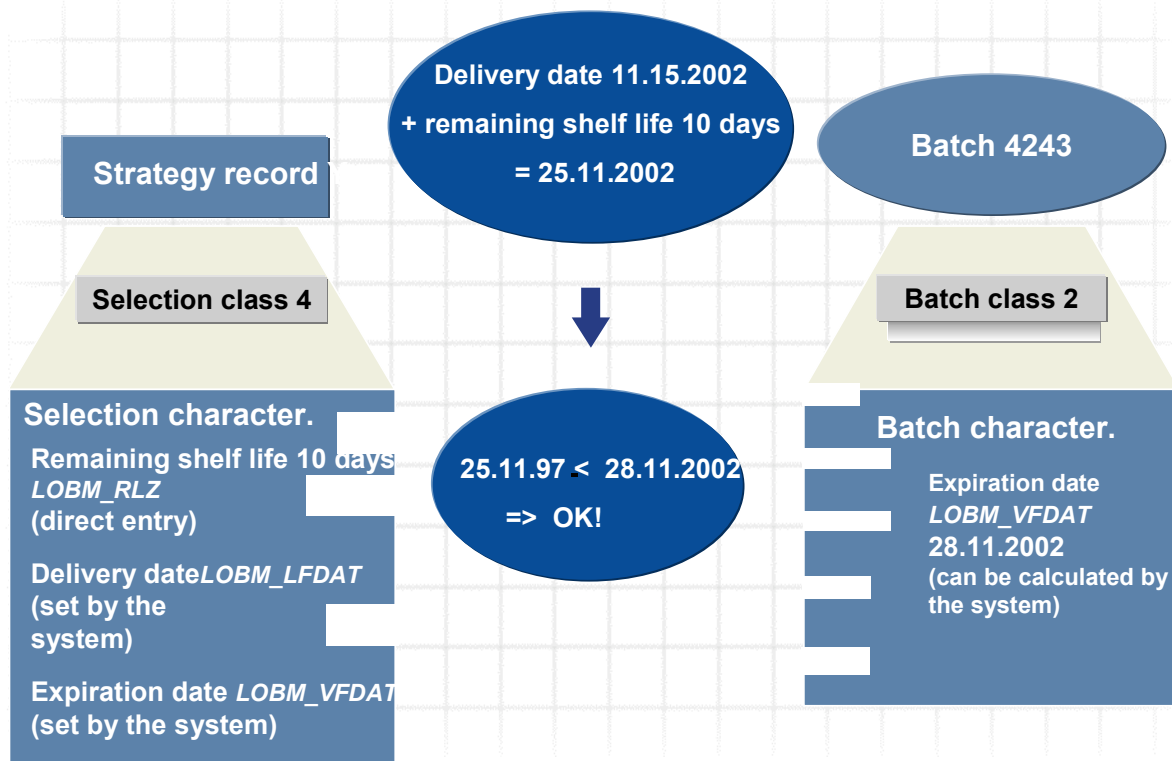 Delivery date 11.15.2002
+ remaining shelf life 10 days
= 25.11.2002
Strategy record
Batch 4243
Selection class 4
Batch class 2
Selection character.
Remaining shelf life 10 days
LOBM_RLZ
(direct entry)
Delivery dateLOBM_LFDAT
(set by the
system)
Expiration date LOBM_VFDAT
(set by the system)
25.11.97 < 28.11.2002
=> OK!
Batch character.
Expiration date
LOBM_VFDAT
28.11.2002
(can be calculated by
the system)